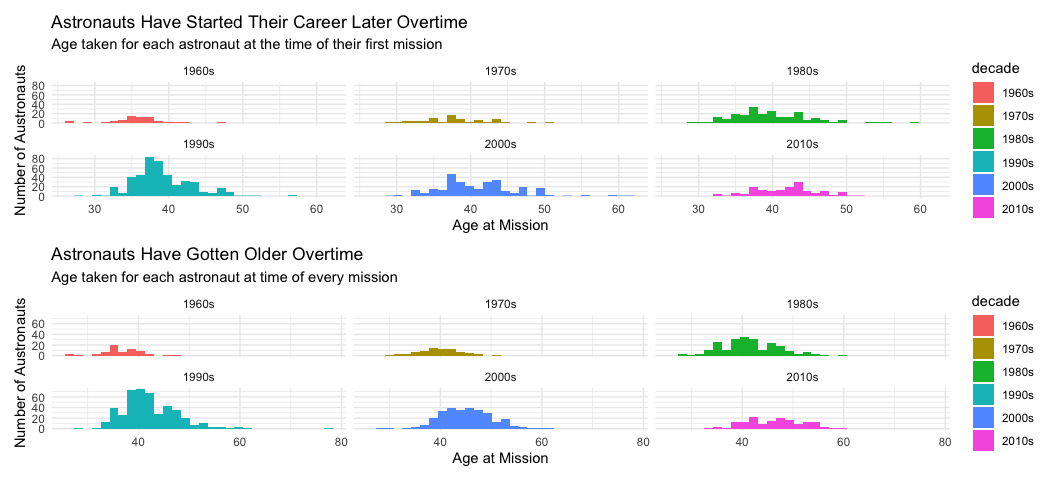 Astronauts Have Started Their Career Later Overtime
Age taken for each astronaut at the time of their first mission
Number of Austronauts
1960s 1970s 1980s
80
60
40
20
0
1990s 2000s 2010s
80
60
40
20
0
30 40 50 60 30 40 50 60 30 40 50 60
Age at Mission
decade
1960s
1970s
1980s
1990s
2000s
2010s
Astronauts Have Gotten Older Overtime
Age taken for each astronaut at time of every mission
Number of Austronauts
1960s 1970s 1980s
60
40
20
0
1990s 2000s 2010s
60
40
20
0
40 60 80 40 60 80 40 60 80
Age at Mission
decade
1960s
1970s
1980s
1990s
2000s
2010s